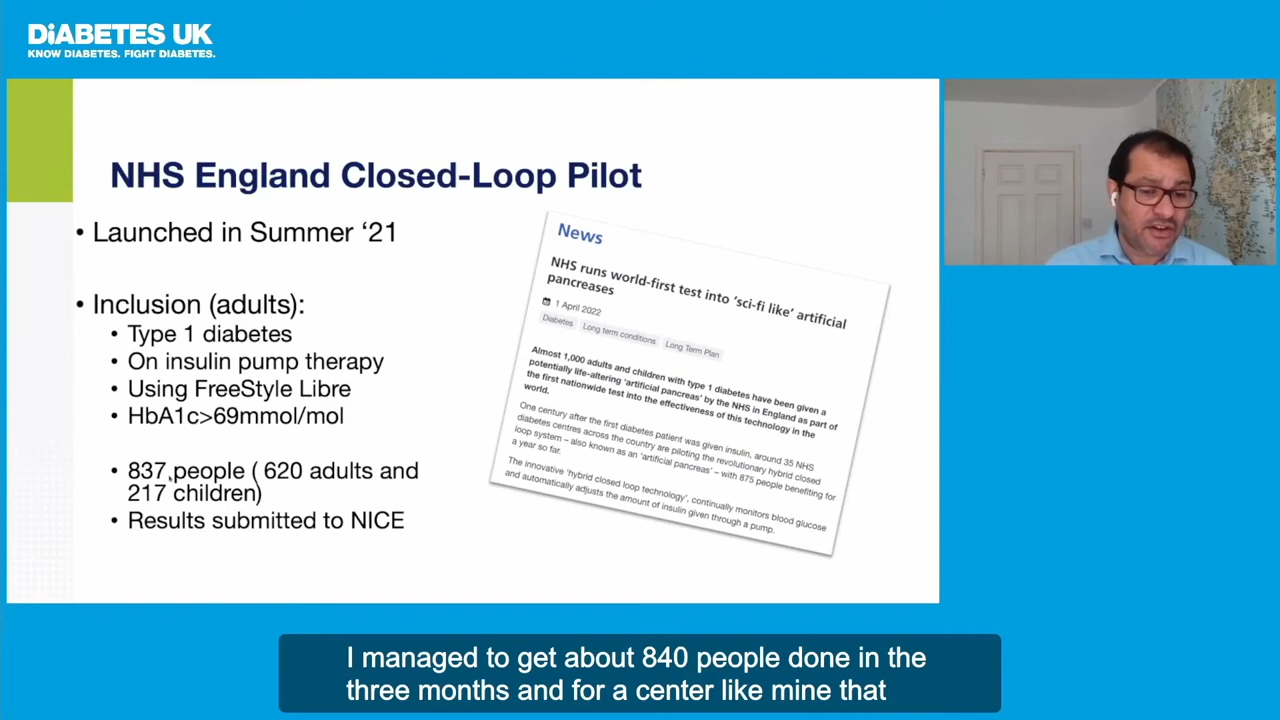 DiABETES UK
KNOW DIABETES. FIGHT DIABETES.
NHS England Closed-Loop Pilot
• Launched in Summer ‘21
• Inclusion (adults):
• Type 1 diabetes
• On insulin pump therapy
• Using FreeStyle Libre
• HbA1c>69mmol/mol
• 837 people ( 620 adults and
217 children)
• Results submitted to NICE
News
NHS runs world-first test into ‘sci-fi like’ artificial
pancreases
1 April 2022
Diabetes
Long term conditions
Long Term Plan
Almost 1,000 adults and children with type 1 diabetes have been given a
potentially life-altering ‘artificial pancreas’ by the NHS in England as part of
the first nationwide test into the effectiveness of this technology in the
world.
One century after the first diabetes patient was given insulin, around 35 NHS
diabetes centres across the country are piloting the revolutionary hybrid closed
loop system – also known as an ‘artificial pancreas’ – with 875 people benefiting for
a year so far.
The innovative ‘hybrid closed loop technology’, continually monitors blood glucose
and automatically adjusts the amount of insulin given through a pump.
I managed to get about 840 people done in the
three months and for a center like mine that